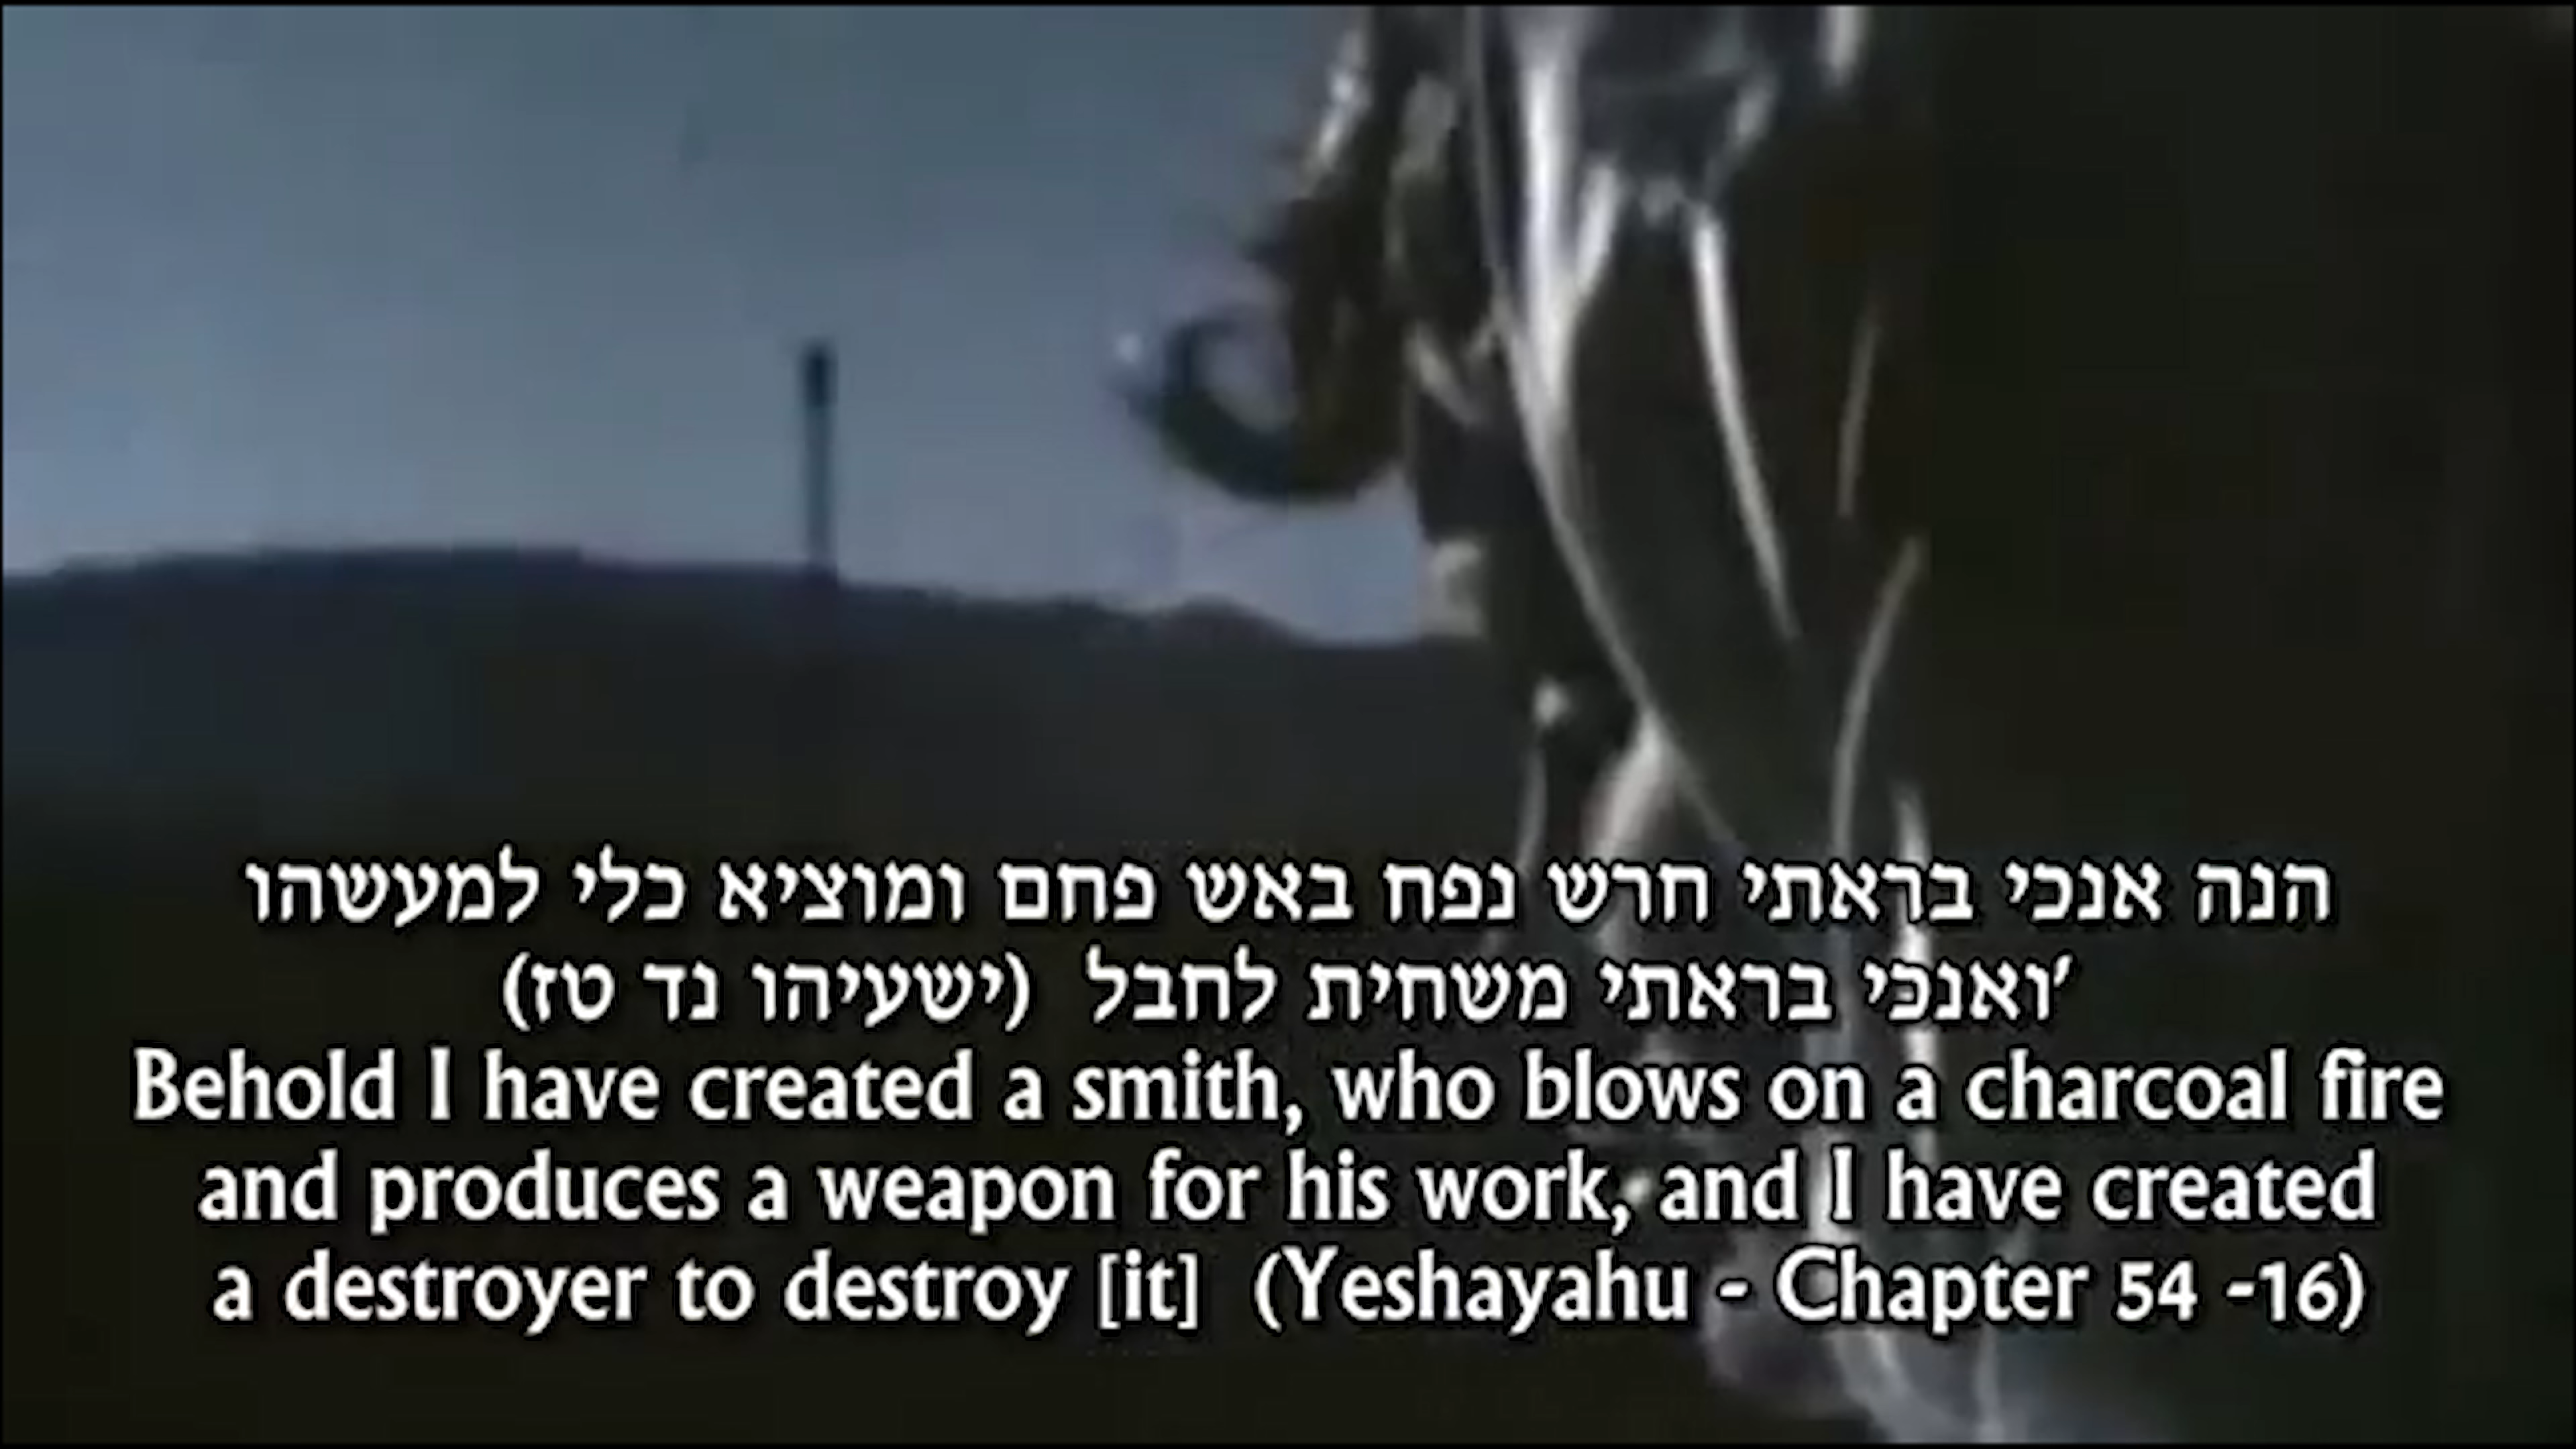 הנה אנכי בראתי חרש נפח באש פחם ומוציא כלי למעשהו
'ואנכי בראתי משחית לחבל (ישעיהו נד טז)
Behold I have created a smith, who blows on a charcoal fire
and produces a weapon for his work, and I have created
a destroyer to destroy [it] (Yeshayahu - Chapter 54 -16)